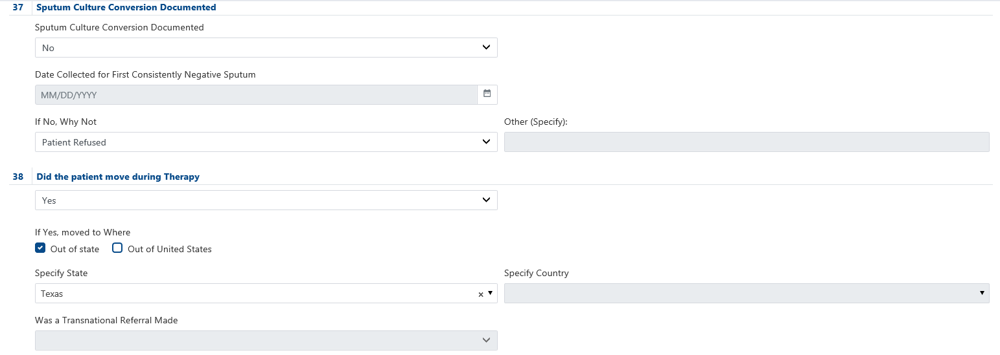 37 Sputum Culture Conversion Documented
Sputum Culture Conversion Documented
No
Date Collected for First Consistently Negative Sputum
MM/DD/YYYY
If No, Why Not Other (Specify):
Patient Refused
38 Did the patient move during Therapy
Yes
If Yes, moved to Where
Out of state Out of United States
Specify State Specify Country
Texas ×
Was a Transnational Referral Made